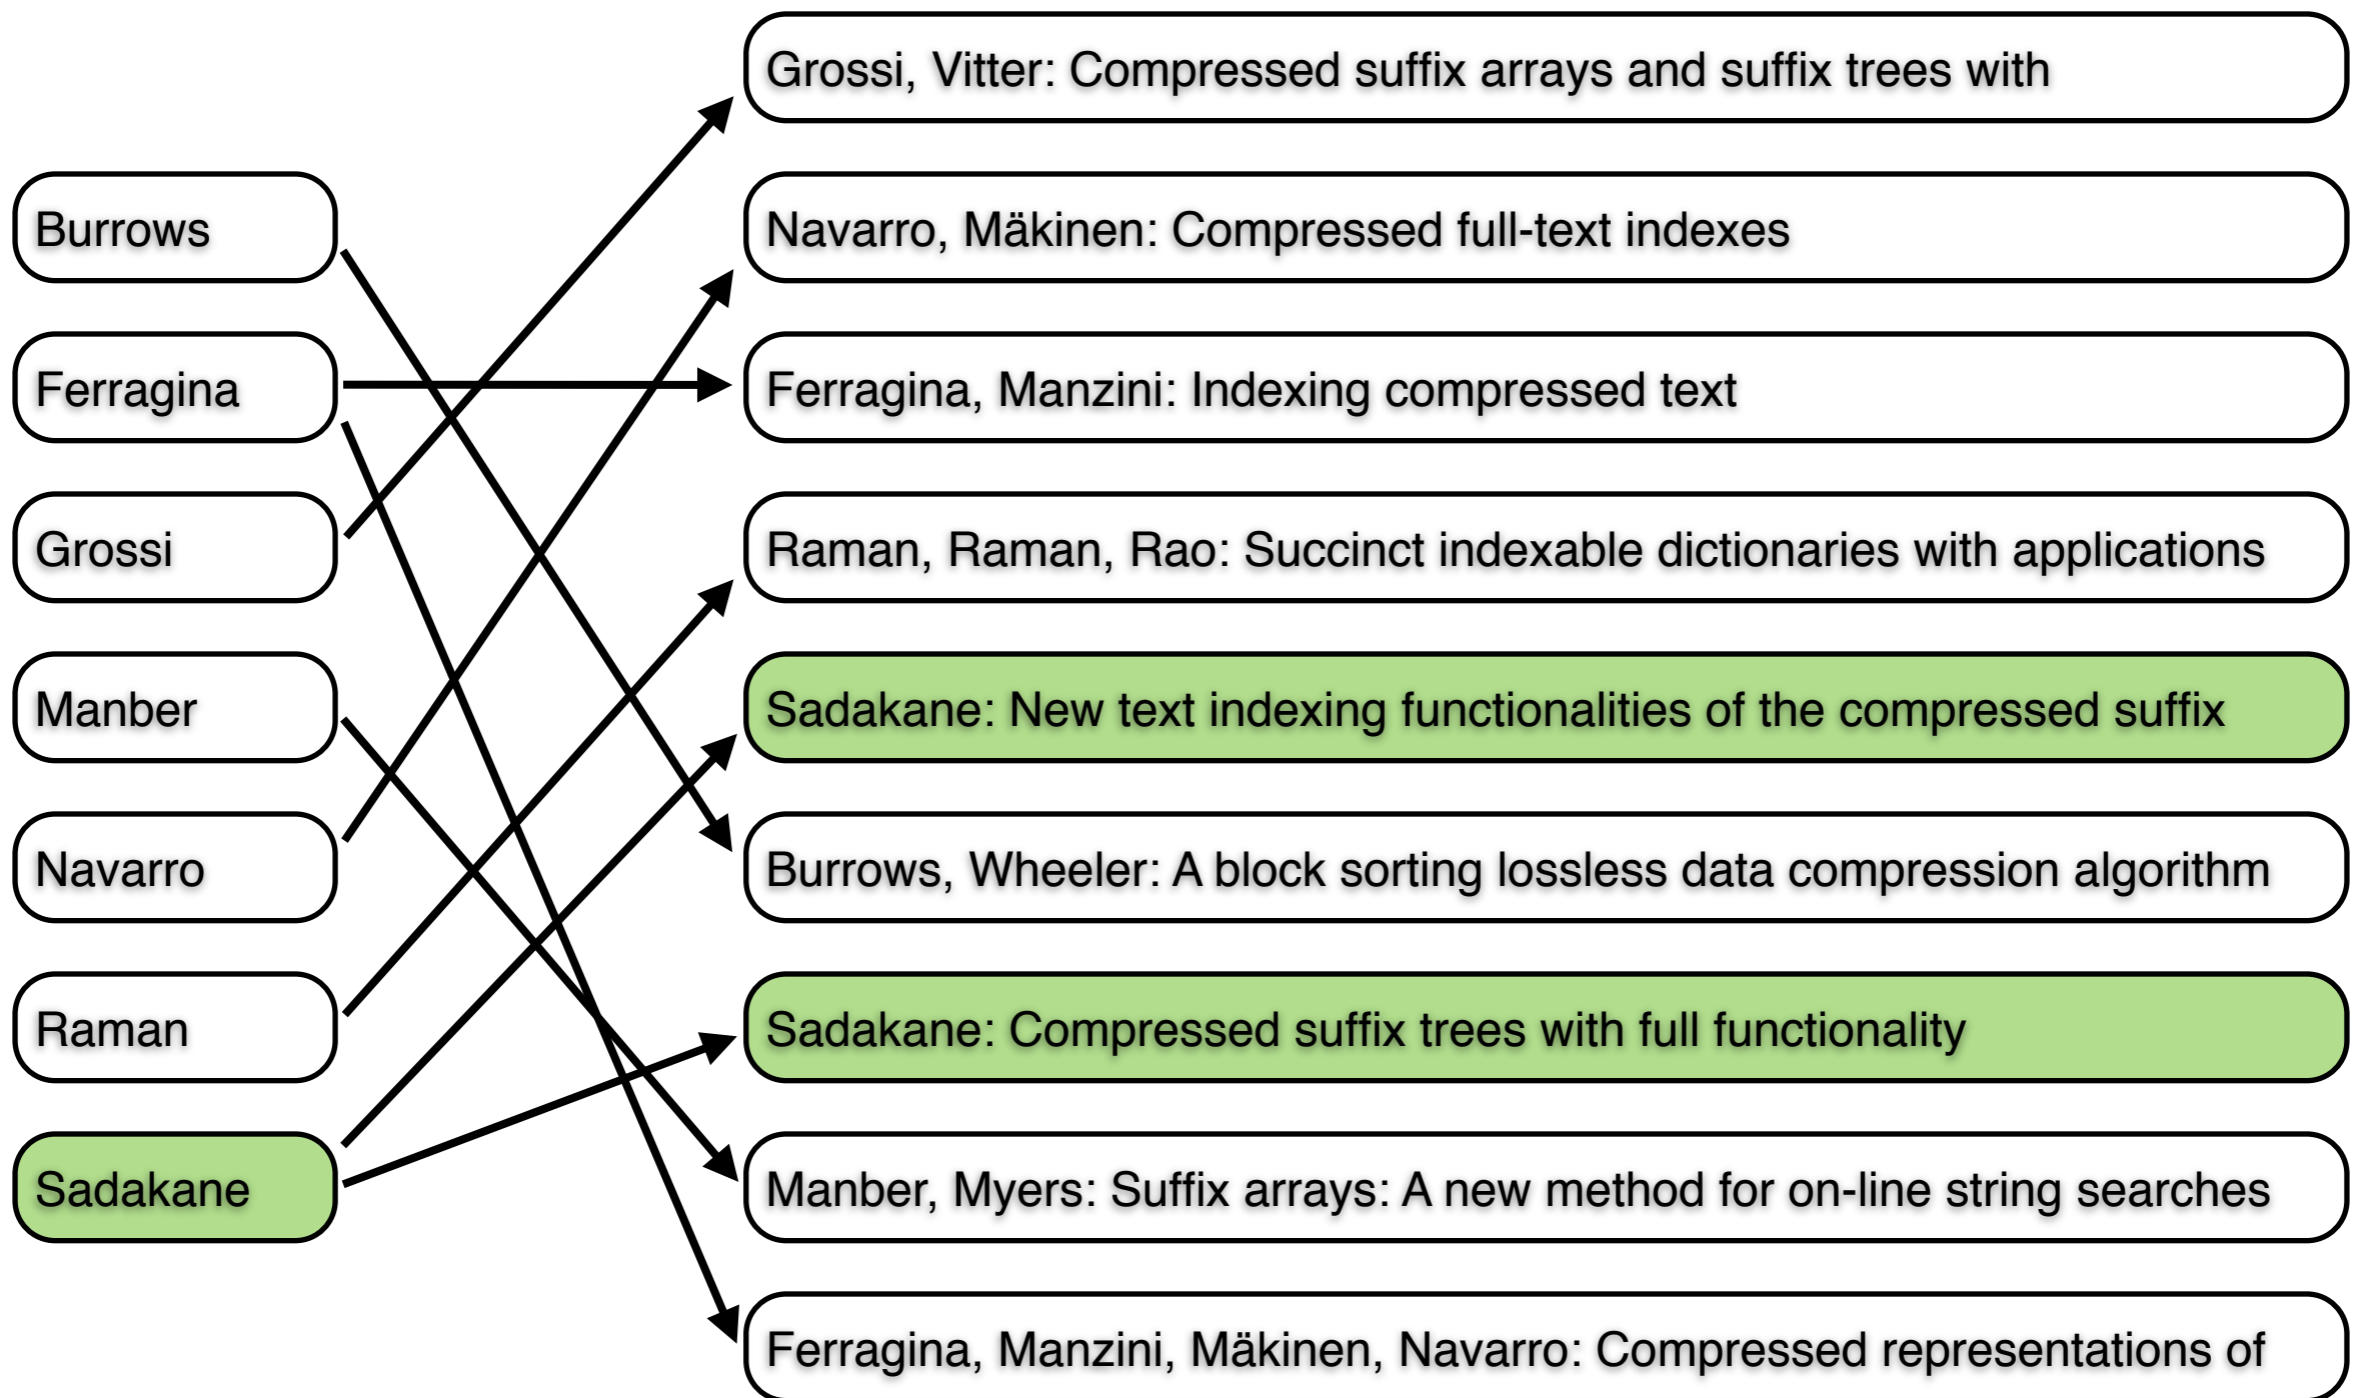 Burrows
Ferragina
Grossi
Manber
Navarro
Raman
Sadakane
Grossi, Vitter: Compressed suffix arrays and suffix trees with
Navarro, Mäkinen: Compressed full-text indexes
Ferragina, Manzini: Indexing compressed text
Raman, Raman, Rao: Succinct indexable dictionaries with applications
Sadakane: New text indexing functionalities of the compressed suffix
Burrows, Wheeler: A block sorting lossless data compression algorithm
Sadakane: Compressed suffix trees with full functionality
Manber, Myers: Suffix arrays: A new method for on-line string searches
Ferragina, Manzini, Mäkinen, Navarro: Compressed representations of